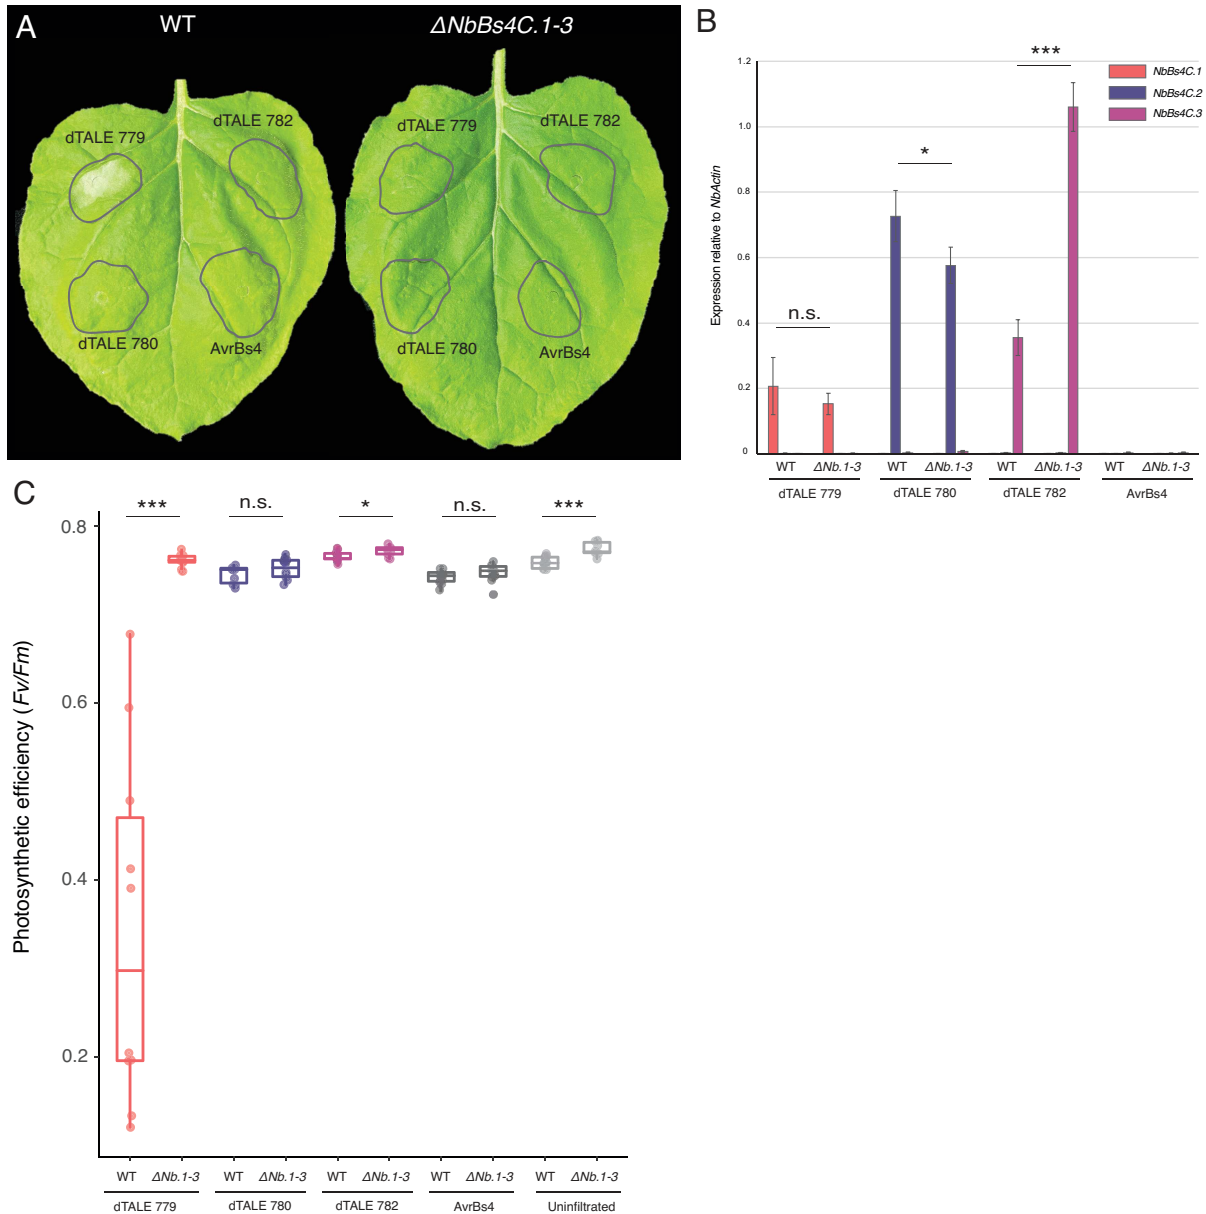 A
WT
ΔNbBs4C.1-3
dTALE 779
dTALE 782
dTALE 780
AvrBs4
dTALE 779
dTALE 782
dTALE 780
AvrBs4
B
Expression relative to NbActin
1.2
1.0
0.8
0.6
0.4
0.2
0
n.s.
*
***
NbBs4C.1
NbBs4C.2
NbBs4C.3
WT ΔNb.1-3 WT ΔNb.1-3 WT ΔNb.1-3 WT ΔNb.1-3
dTALE 779 dTALE 780 dTALE 782 AvrBs4
C
Photosynthetic efficiency (Fv/Fm)
0.8
0.6
0.4
0.2
*** n.s. * n.s. ***
WT ΔNb.1-3 WT ΔNb.1-3 WT ΔNb.1-3 WT ΔNb.1-3 WT ΔNb.1-3
dTALE 779 dTALE 780 dTALE 782 AvrBs4 Uninfiltrated